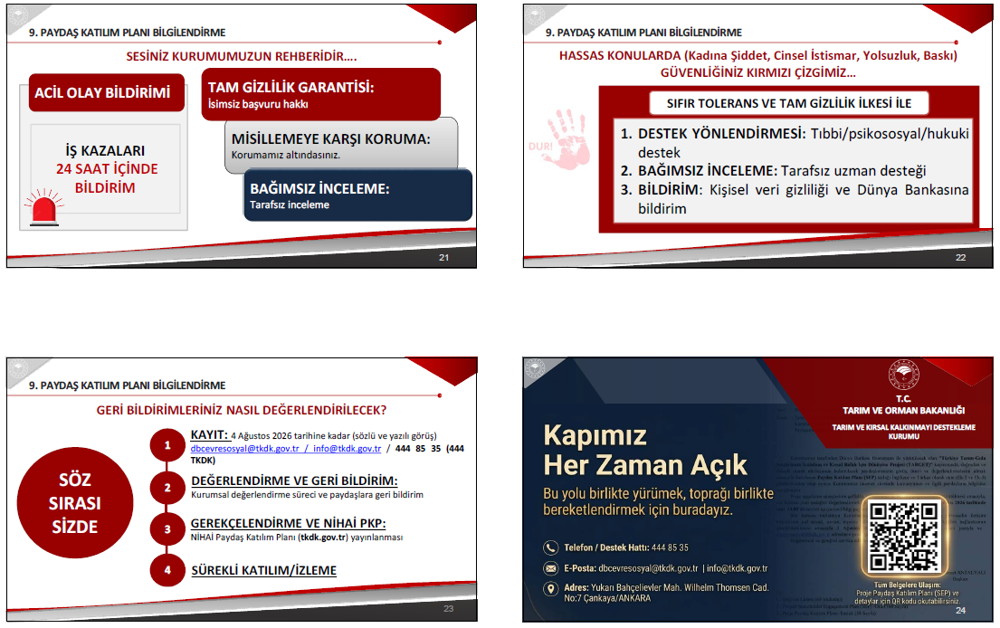 9. PAYDAŞ KATILIM PLANI BİLGİLENDİRME
SESİNİZ KURUMUMUZUN REHBERİDİR....
ACİL OLAY BİLDİRİMİ
İŞ KAZALARI
24 SAAT İÇİNDE
BİLDİRİM
TAM GİZLİLİK GARANTİSİ:
İsimsiz başvuru hakkı
MİSİLLEMEYE KARŞI KORUMA:
Korumamız altındasınız.
BAĞIMSIZ İNCELEME:
Tarafsız inceleme
21
9. PAYDAŞ KATILIM PLANI BİLGİLENDİRME
HASSAS KONULARDA (Kadına Şiddet, Cinsel İstismar, Yolsuzluk, Baskı)
GÜVENLİĞİNİZ KIRMIZI ÇİZGİMİZ...
DUR!
SIFIR TOLERANS VE TAM GİZLİLİK İLKESİ İLE
1. DESTEK YÖNLENDİRMESİ: Tıbbi/psikososyal/hukuki
destek
2. BAĞIMSIZ İNCELEME: Tarafsız uzman desteği
3. BİLDİRİM: Kişisel veri gizliliği ve Dünya Bankasına
bildirim
22
9. PAYDAŞ KATILIM PLANI BİLGİLENDİRME
GERİ BİLDİRİMLERİNİZ NASIL DEĞERLENDİRİLECEK?
SÖZ
SIRASI
SİZDE
1
KAYIT: 4 Ağustos 2026 tarihine kadar (sözlü ve yazılı görüş)
dbcevresosyal@tkdk.gov.tr / info@tkdk.gov.tr / 444 85 35 (444
TKDK)
2
DEĞERLENDİRME VE GERİ BİLDİRİM:
Kurumsal değerlendirme süreci ve paydaşlara geri bildirim
3
GEREKÇELENDİRME VE NİHAİ PKP:
NİHAİ Paydaş Katılım Planı (tkdk.gov.tr) yayınlanması
4
SÜREKLİ KATILIM/İZLEME
23
T.C.
TARIM VE ORMAN BAKANLIĞI
TARIM VE KIRSAL KALKINMAYI DESTEKLEME
KURUMU
Kapımız
Her Zaman Açık
Bu yolu birlikte yürümek, toprağı birlikte
bereketlendirmek için buradayız.
Telefon / Destek Hattı: 444 85 35
E-Posta: dbcevresosyal@tkdk.gov.tr | info@tkdk.gov.tr
Adres: Yukarı Bahçelievler Mah. Wilhelm Thomsen Cad.
No:7 Çankaya/ANKARA
Tüm Belgelere Ulaşım:
Proje Paydaş Katılım Planı (SEP) ve
detaylar için QR kodu okutabilirsiniz.
24